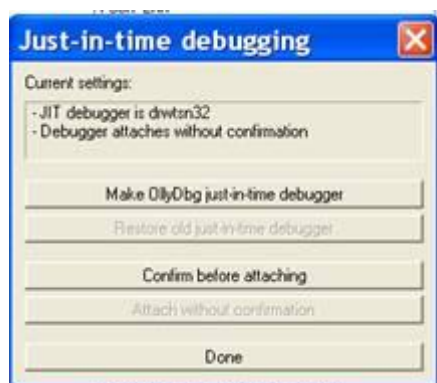 Just-in-time debugging
Current settings:
- JIT debugger is drwtsn32
- Debugger attaches without confirmation
Make OllyDbg just-in-time debugger
Restore old just-in-time debugger
Confirm before attaching
Attach without confirmation
Done